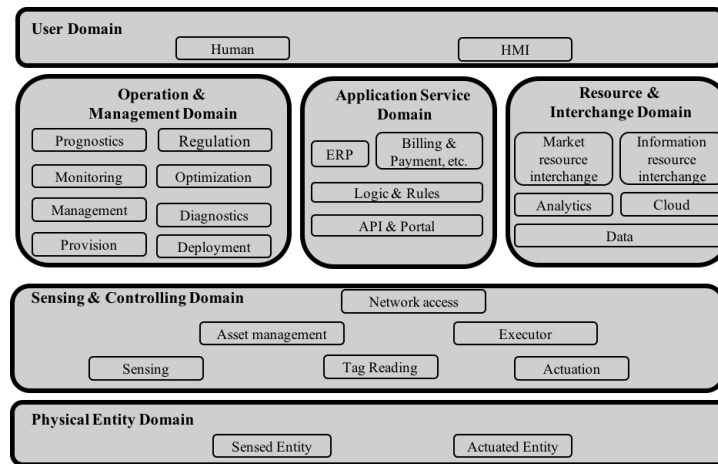 User Domain
Human
HMI
Operation &
Management Domain
Prognostics
Regulation
Monitoring
Optimization
Management
Diagnostics
Provision
Deployment
Application Service
Domain
ERP
Billing &
Payment, etc.
Logic & Rules
API & Portal
Resource &
Interchange Domain
Market
resource
interchange
Information
resource
interchange
Analytics
Cloud
Data
Sensing & Controlling Domain
Network access
Asset management
Executor
Sensing
Tag Reading
Actuation
Physical Entity Domain
Sensed Entity
Actuated Entity